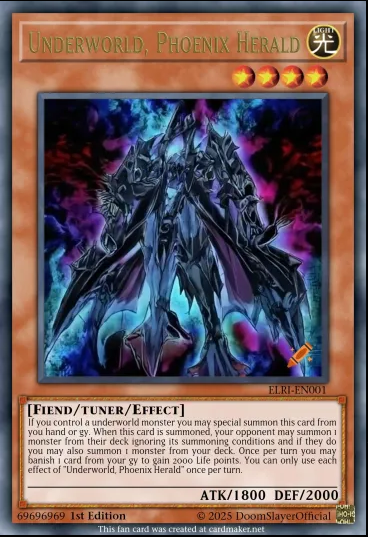 Underworld, Phoenix Herald
LIGHT
光
ELRI-EN001
[Fiend/Tuner/Effect]
If you control a underworld monster you may special summon this card from
you hand or gy. When this card is summoned, your opponent may summon 1
monster from their deck ignoring its summoning conditions and if they do
you may also summon 1 monster from your deck. Once per turn you may
banish 1 card from your gy to gain 2000 Life points. You can only use each
effect of "Underworld, Phoenix Herald" once per turn.
ATK/1800 DEF/2000
69696969 1st Edition © 2025 DoomSlayerOfficial
This fan card was created at cardmaker.net